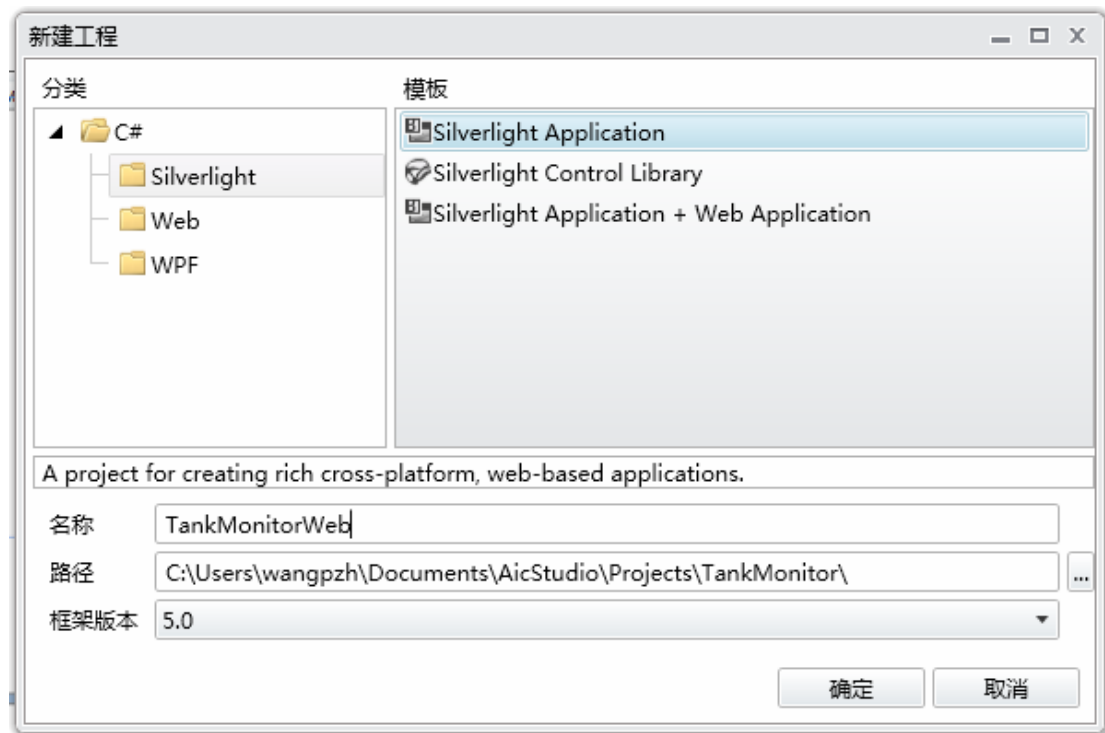 新建工程
分类
模板
C#
Silverlight
Web
WPF
Silverlight Application
Silverlight Control Library
Silverlight Application + Web Application
A project for creating rich cross-platform, web-based applications.
名称 TankMonitorWeb
路径 C:\Users\wangpzh\Documents\AicStudio\Projects\TankMonitor\ ...
框架版本 5.0
确定 取消